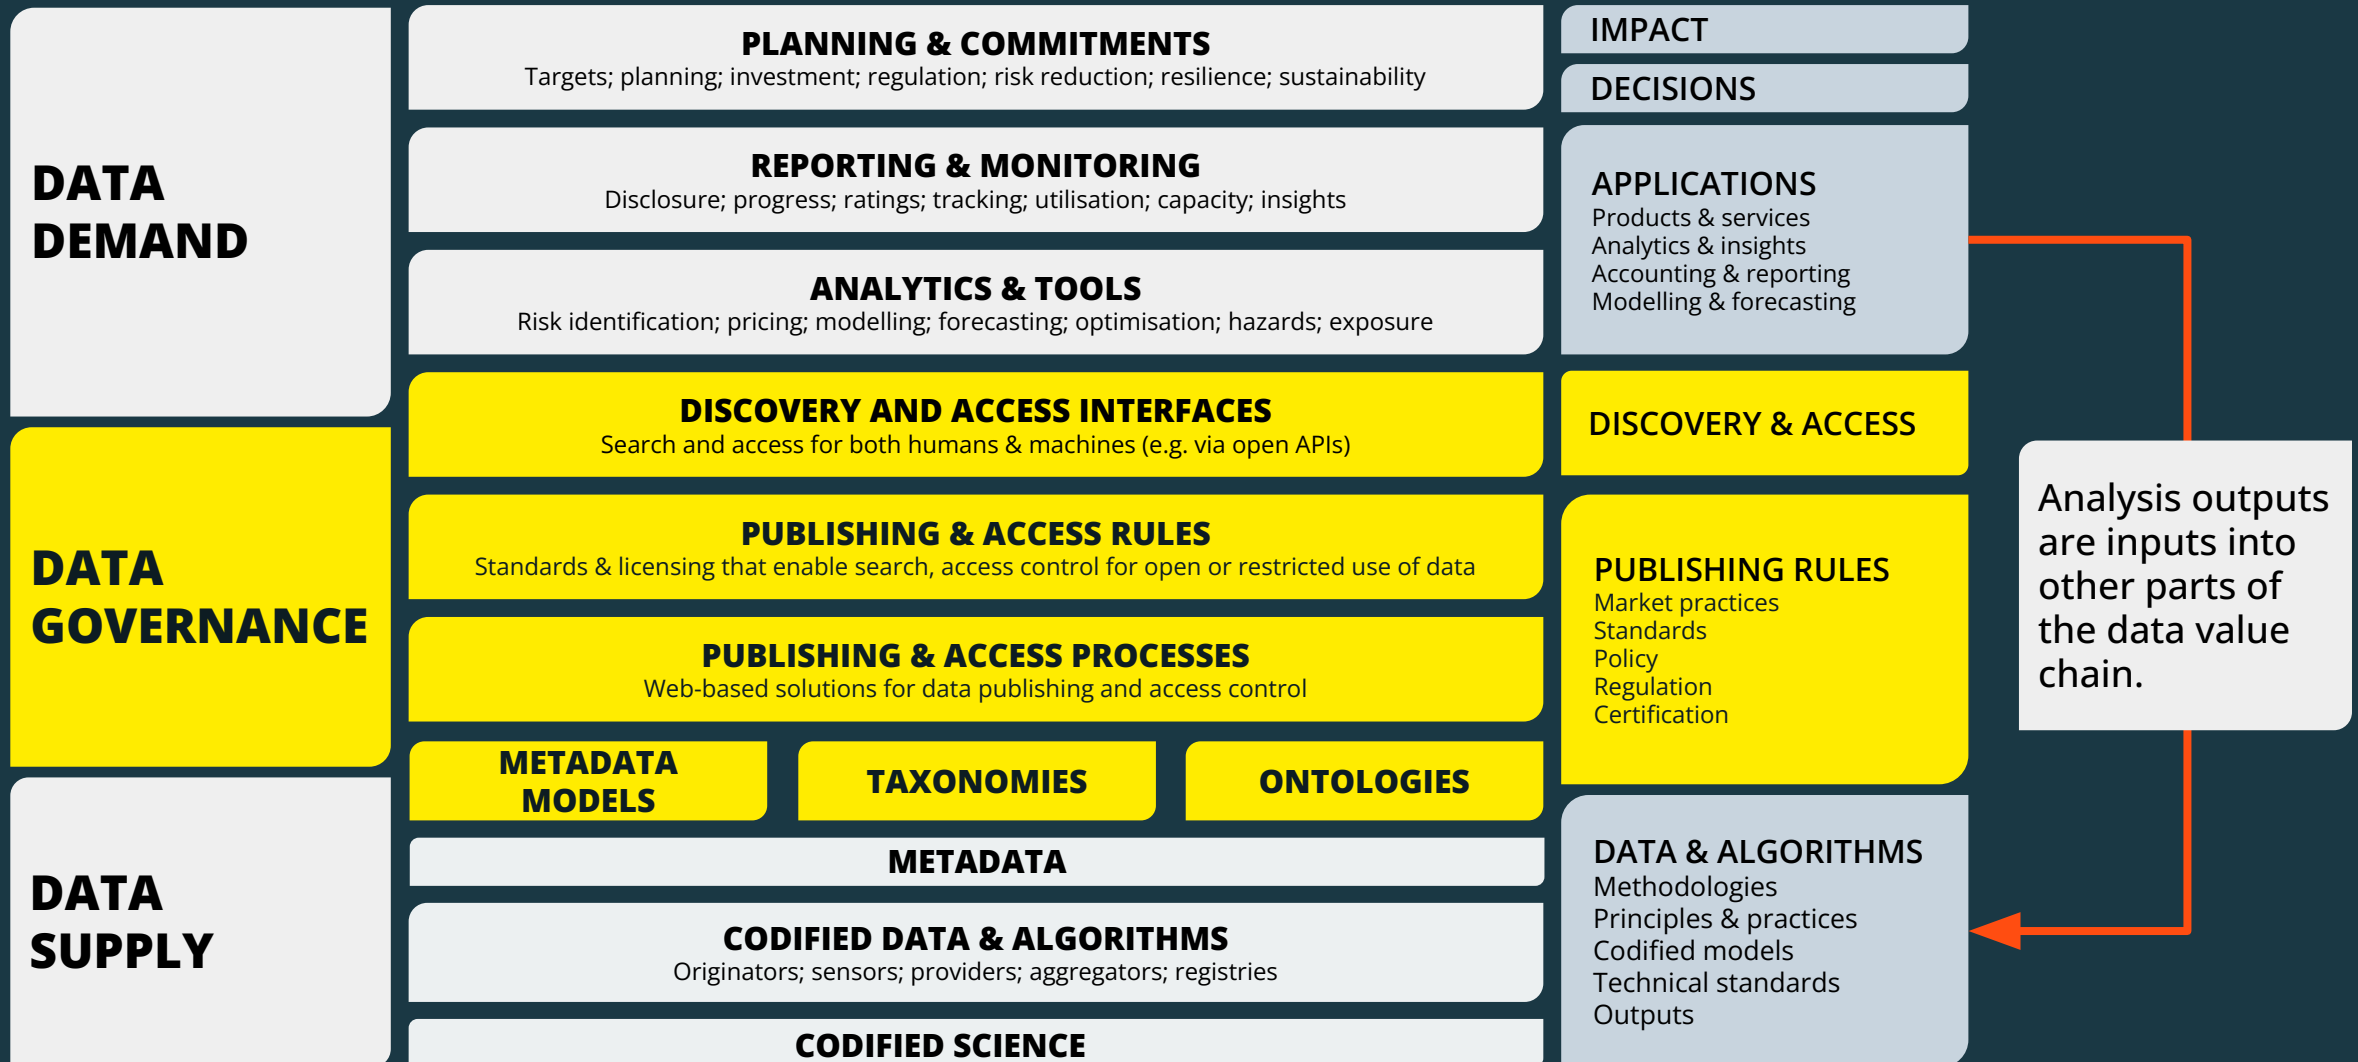 DATA
DEMAND
PLANNING & COMMITMENTS
Targets; planning; investment; regulation; risk reduction; resilience; sustainability
REPORTING & MONITORING
Disclosure; progress; ratings; tracking; utilisation; capacity; insights
ANALYTICS & TOOLS
Risk identification; pricing; modelling; forecasting; optimisation; hazards; exposure
IMPACT
DECISIONS
APPLICATIONS
Products & services
Analytics & insights
Accounting & reporting
Modelling & forecasting
DATA
GOVERNANCE
DISCOVERY AND ACCESS INTERFACES
Search and access for both humans & machines (e.g. via open APIs)
PUBLISHING & ACCESS RULES
Standards & licensing that enable search, access control for open or restricted use of data
PUBLISHING & ACCESS PROCESSES
Web-based solutions for data publishing and access control
METADATA
MODELS
TAXONOMIES
ONTOLOGIES
DISCOVERY & ACCESS
PUBLISHING RULES
Market practices
Standards
Policy
Regulation
Certification
DATA
SUPPLY
METADATA
CODIFIED DATA & ALGORITHMS
Originators; sensors; providers; aggregators; registries
CODIFIED SCIENCE
DATA & ALGORITHMS
Methodologies
Principles & practices
Codified models
Technical standards
Outputs
Analysis outputs
are inputs into
other parts of
the data value
chain.